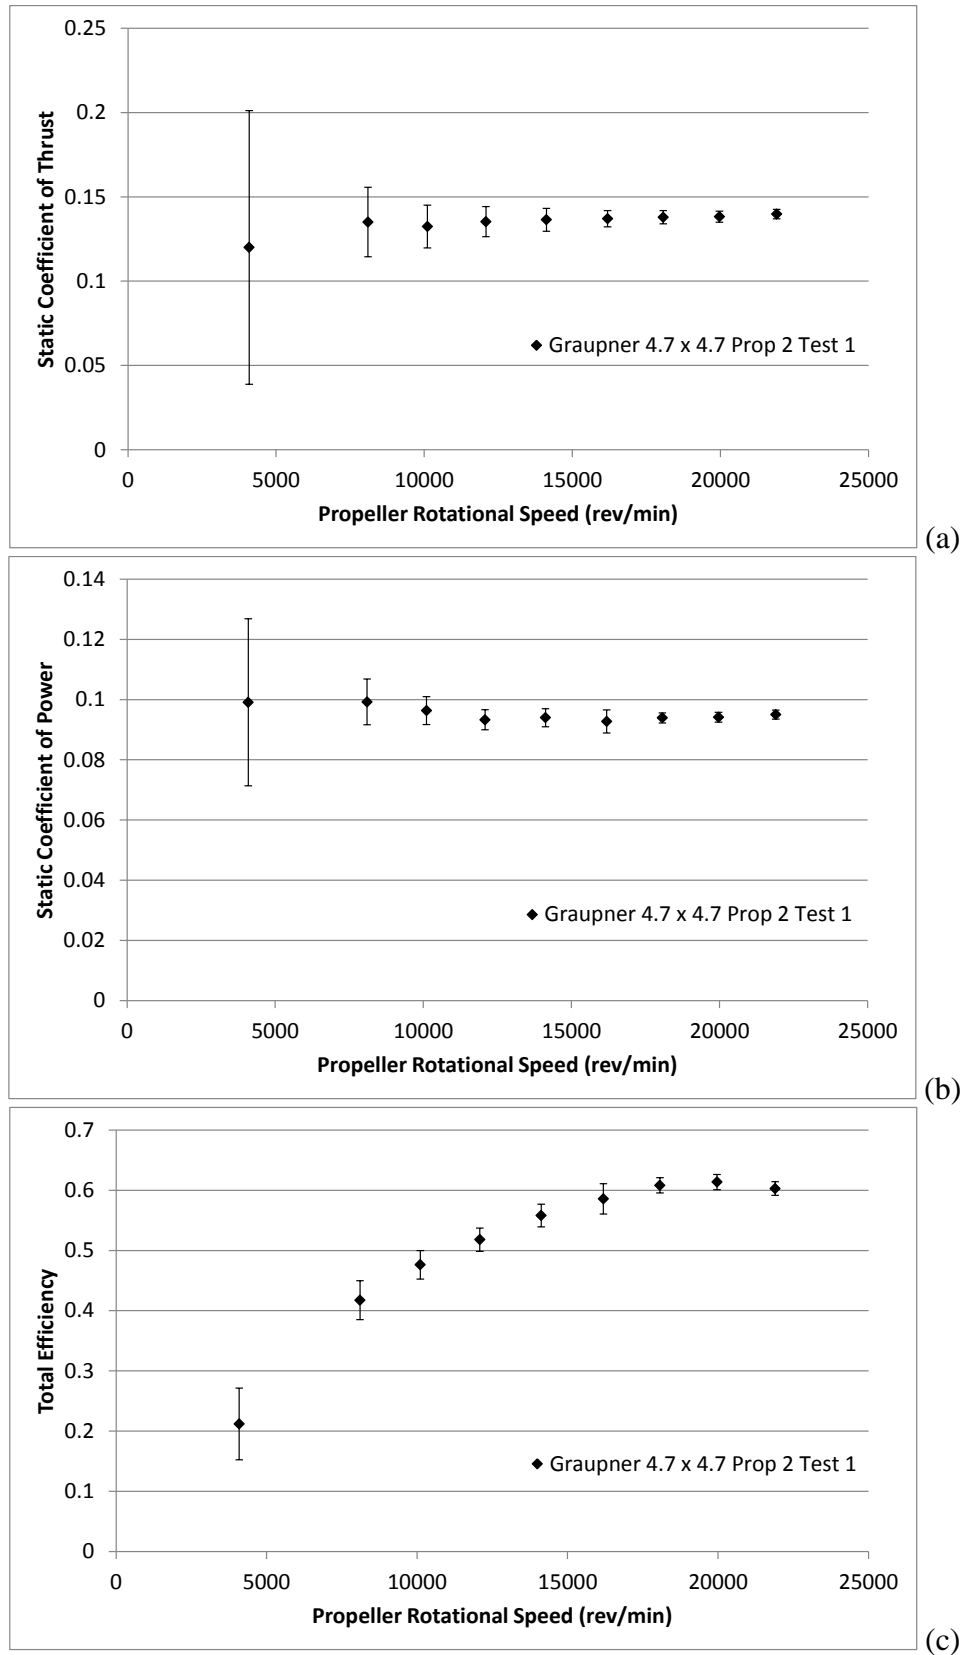 0.25
0.2
0.15
0.1
0.05
0
0 5000 10000 15000 20000 25000
Static Coefficient of Thrust
Propeller Rotational Speed (rev/min)
Graupner 4.7 x 4.7 Prop 2 Test 1
(a)
0.14
0.12
0.1
0.08
0.06
0.04
0.02
0
0 5000 10000 15000 20000 25000
Static Coefficient of Power
Propeller Rotational Speed (rev/min)
Graupner 4.7 x 4.7 Prop 2 Test 1
(b)
0.7
0.6
0.5
0.4
0.3
0.2
0.1
0
0 5000 10000 15000 20000 25000
Total Efficiency
Propeller Rotational Speed (rev/min)
Graupner 4.7 x 4.7 Prop 2 Test 1
(c)